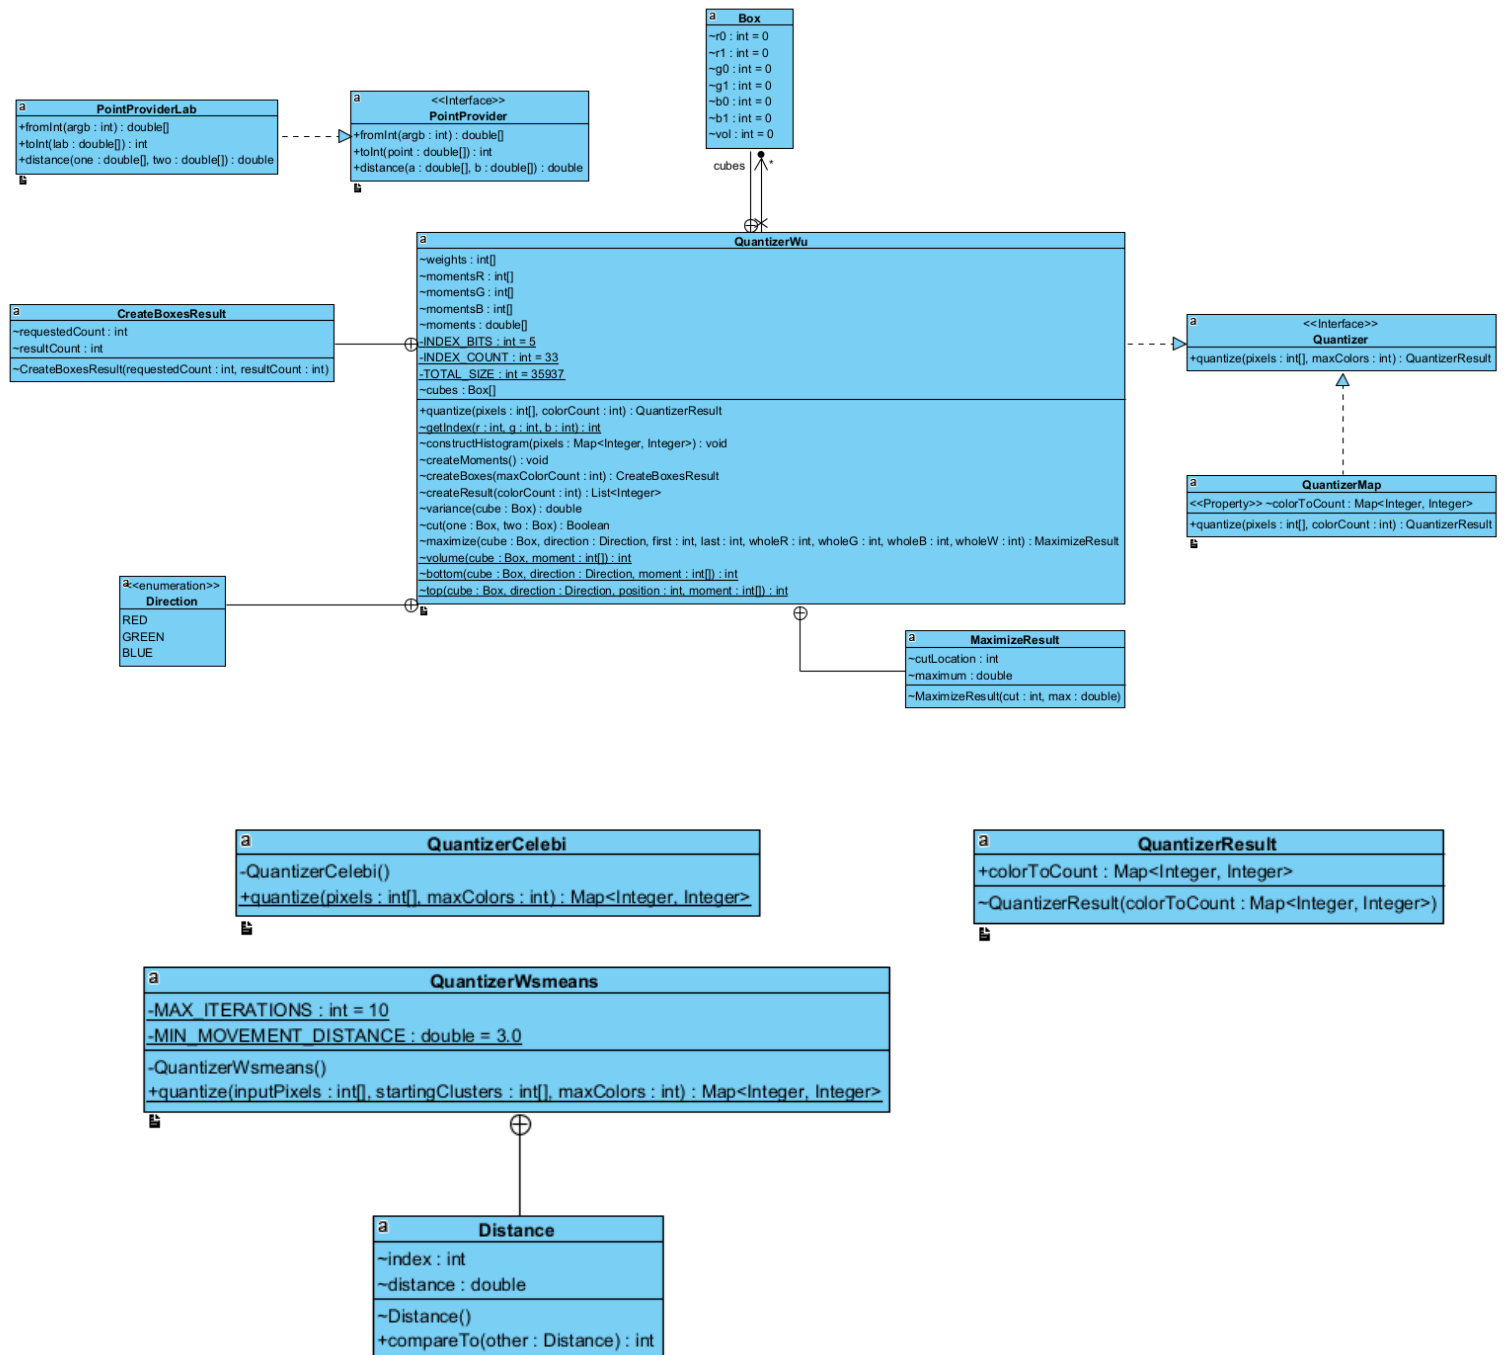 a
Box
~r0 : int = 0
~r1 : int = 0
~g0 : int = 0
~g1 : int = 0
~b0 : int = 0
~b1 : int = 0
~vol : int = 0
a
PointProviderLab
+fromInt(argb : int) : double[]
+toInt(lab : double[]) : int
+distance(one : double[], two : double[]) : double
a
<<Interface>>
PointProvider
+fromInt(argb : int) : double[]
+toInt(point : double[]) : int
+distance(a : double[], b : double[]) : double
cubes
*
a
QuantizerWu
~weights : int[]
~momentsR : int[]
~momentsG : int[]
~momentsB : int[]
~moments : double[]
-INDEX_BITS : int = 5
-INDEX_COUNT : int = 33
-TOTAL_SIZE : int = 35937
~cubes : Box[]
+quantize(pixels : int[], colorCount : int) : QuantizerResult
~getIndex(r : int, g : int, b : int) : int
~constructHistogram(pixels : Map<Integer, Integer>) : void
~createMoments() : void
~createBoxes(maxColorCount : int) : CreateBoxesResult
~createResult(colorCount : int) : List<Integer>
~variance(cube : Box) : double
~cut(one : Box, two : Box) : Boolean
~maximize(cube : Box, direction : Direction, first : int, last : int, wholeR : int, wholeG : int, wholeB : int, wholeW : int) : MaximizeResult
~volume(cube : Box, moment : int[]) : int
~bottom(cube : Box, direction : Direction, moment : int[]) : int
~top(cube : Box, direction : Direction, position : int, moment : int[]) : int
a
CreateBoxesResult
~requestedCount : int
~resultCount : int
~CreateBoxesResult(requestedCount : int, resultCount : int)
a
<<Interface>>
Quantizer
+quantize(pixels : int[], maxColors : int) : QuantizerResult
a
QuantizerMap
<<Property>> ~colorToCount : Map<Integer, Integer>
+quantize(pixels : int[], colorCount : int) : QuantizerResult
a
<<enumeration>>
Direction
RED
GREEN
BLUE
a
MaximizeResult
~cutLocation : int
~maximum : double
~MaximizeResult(cut : int, max : double)
a
QuantizerCelebi
-QuantizerCelebi()
+quantize(pixels : int[], maxColors : int) : Map<Integer, Integer>
a
QuantizerResult
+colorToCount : Map<Integer, Integer>
~QuantizerResult(colorToCount : Map<Integer, Integer>)
a
QuantizerWsmeans
-MAX_ITERATIONS : int = 10
-MIN_MOVEMENT_DISTANCE : double = 3.0
-QuantizerWsmeans()
+quantize(inputPixels : int[], startingClusters : int[], maxColors : int) : Map<Integer, Integer>
a
Distance
~index : int
~distance : double
~Distance()
+compareTo(other : Distance) : int